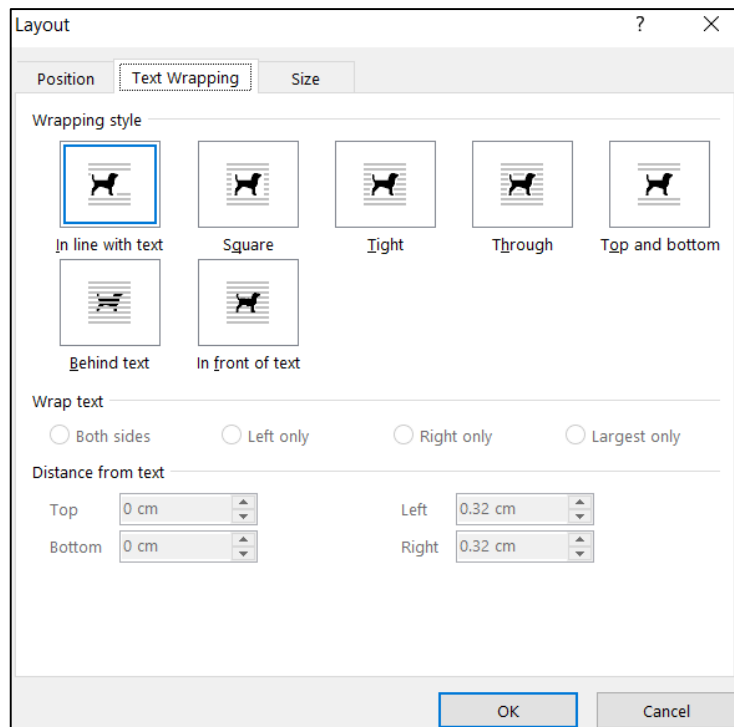 Layout ?
Position Text Wrapping Size
Wrapping style
In line with text Square Tight Through Top and bottom
Behind text In front of text
Wrap text
Both sides Left only Right only Largest only
Distance from text
Top 0 cm Left 0.32 cm
Bottom 0 cm Right 0.32 cm
OK Cancel